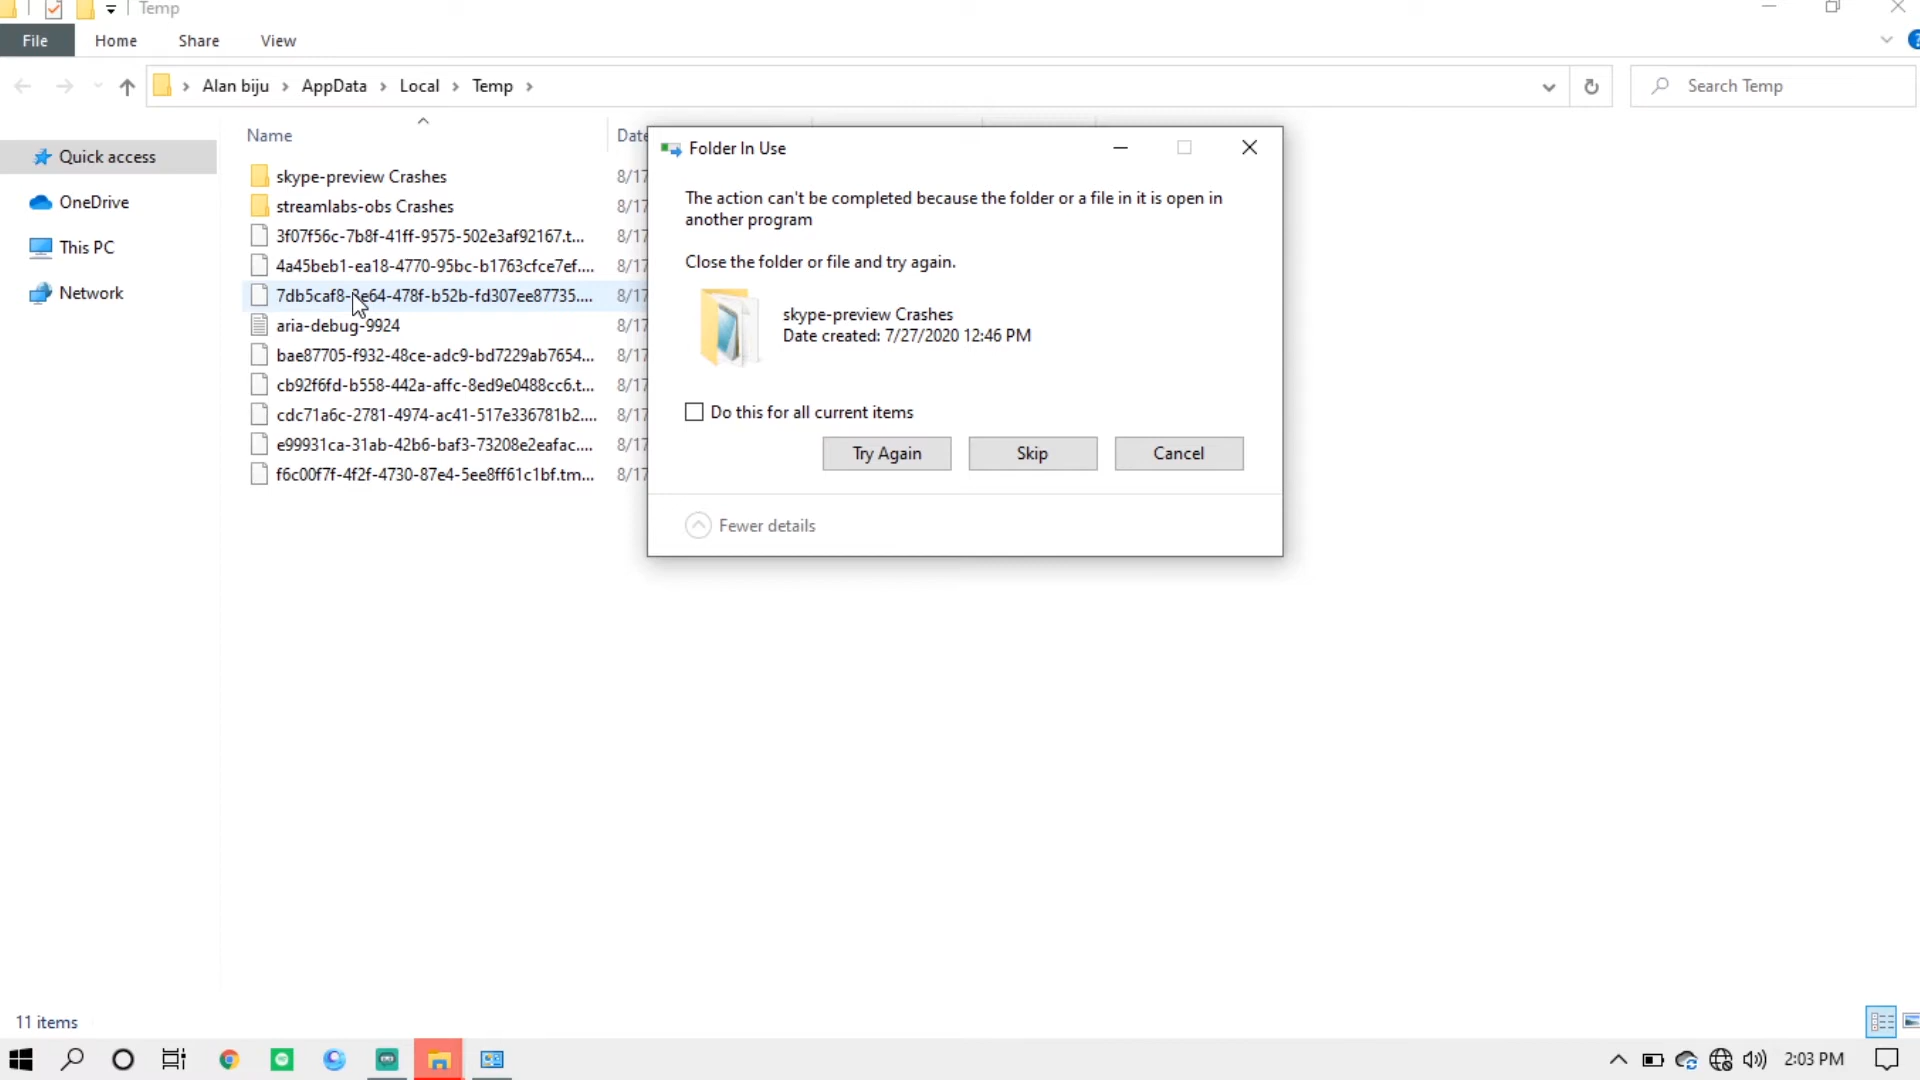 Temp
File Home Share View
Alan biju AppData Local Temp Search Temp
Name Date
Quick access
OneDrive
This PC
Network
skype-preview Crashes 8/17
streamlabs-obs Crashes 8/17
3f07f56c-7b8f-41ff-9575-502e3af92167.t... 8/17
4a45beb1-ea18-4770-95bc-b1763cfce7ef.... 8/17
7db5caf8-3e64-478f-b52b-fd307ee87735.... 8/17
aria-debug-9924 8/17
bae87705-f932-48ce-adc9-bd7229ab7654... 8/17
cb92f6fd-b558-442a-affc-8ed9e0488cc6.t... 8/17
cdc71a6c-2781-4974-ac41-517e336781b2.... 8/17
e99931ca-31ab-42b6-baf3-73208e2eafac.... 8/17
f6c00f7f-4f2f-4730-87e4-5ee8ff61c1bf.tm... 8/17
Folder In Use
The action can't be completed because the folder or a file in it is open in
another program
Close the folder or file and try again.
skype-preview Crashes
Date created: 7/27/2020 12:46 PM
Do this for all current items
Try Again Skip Cancel
Fewer details
11 items
2:03 PM